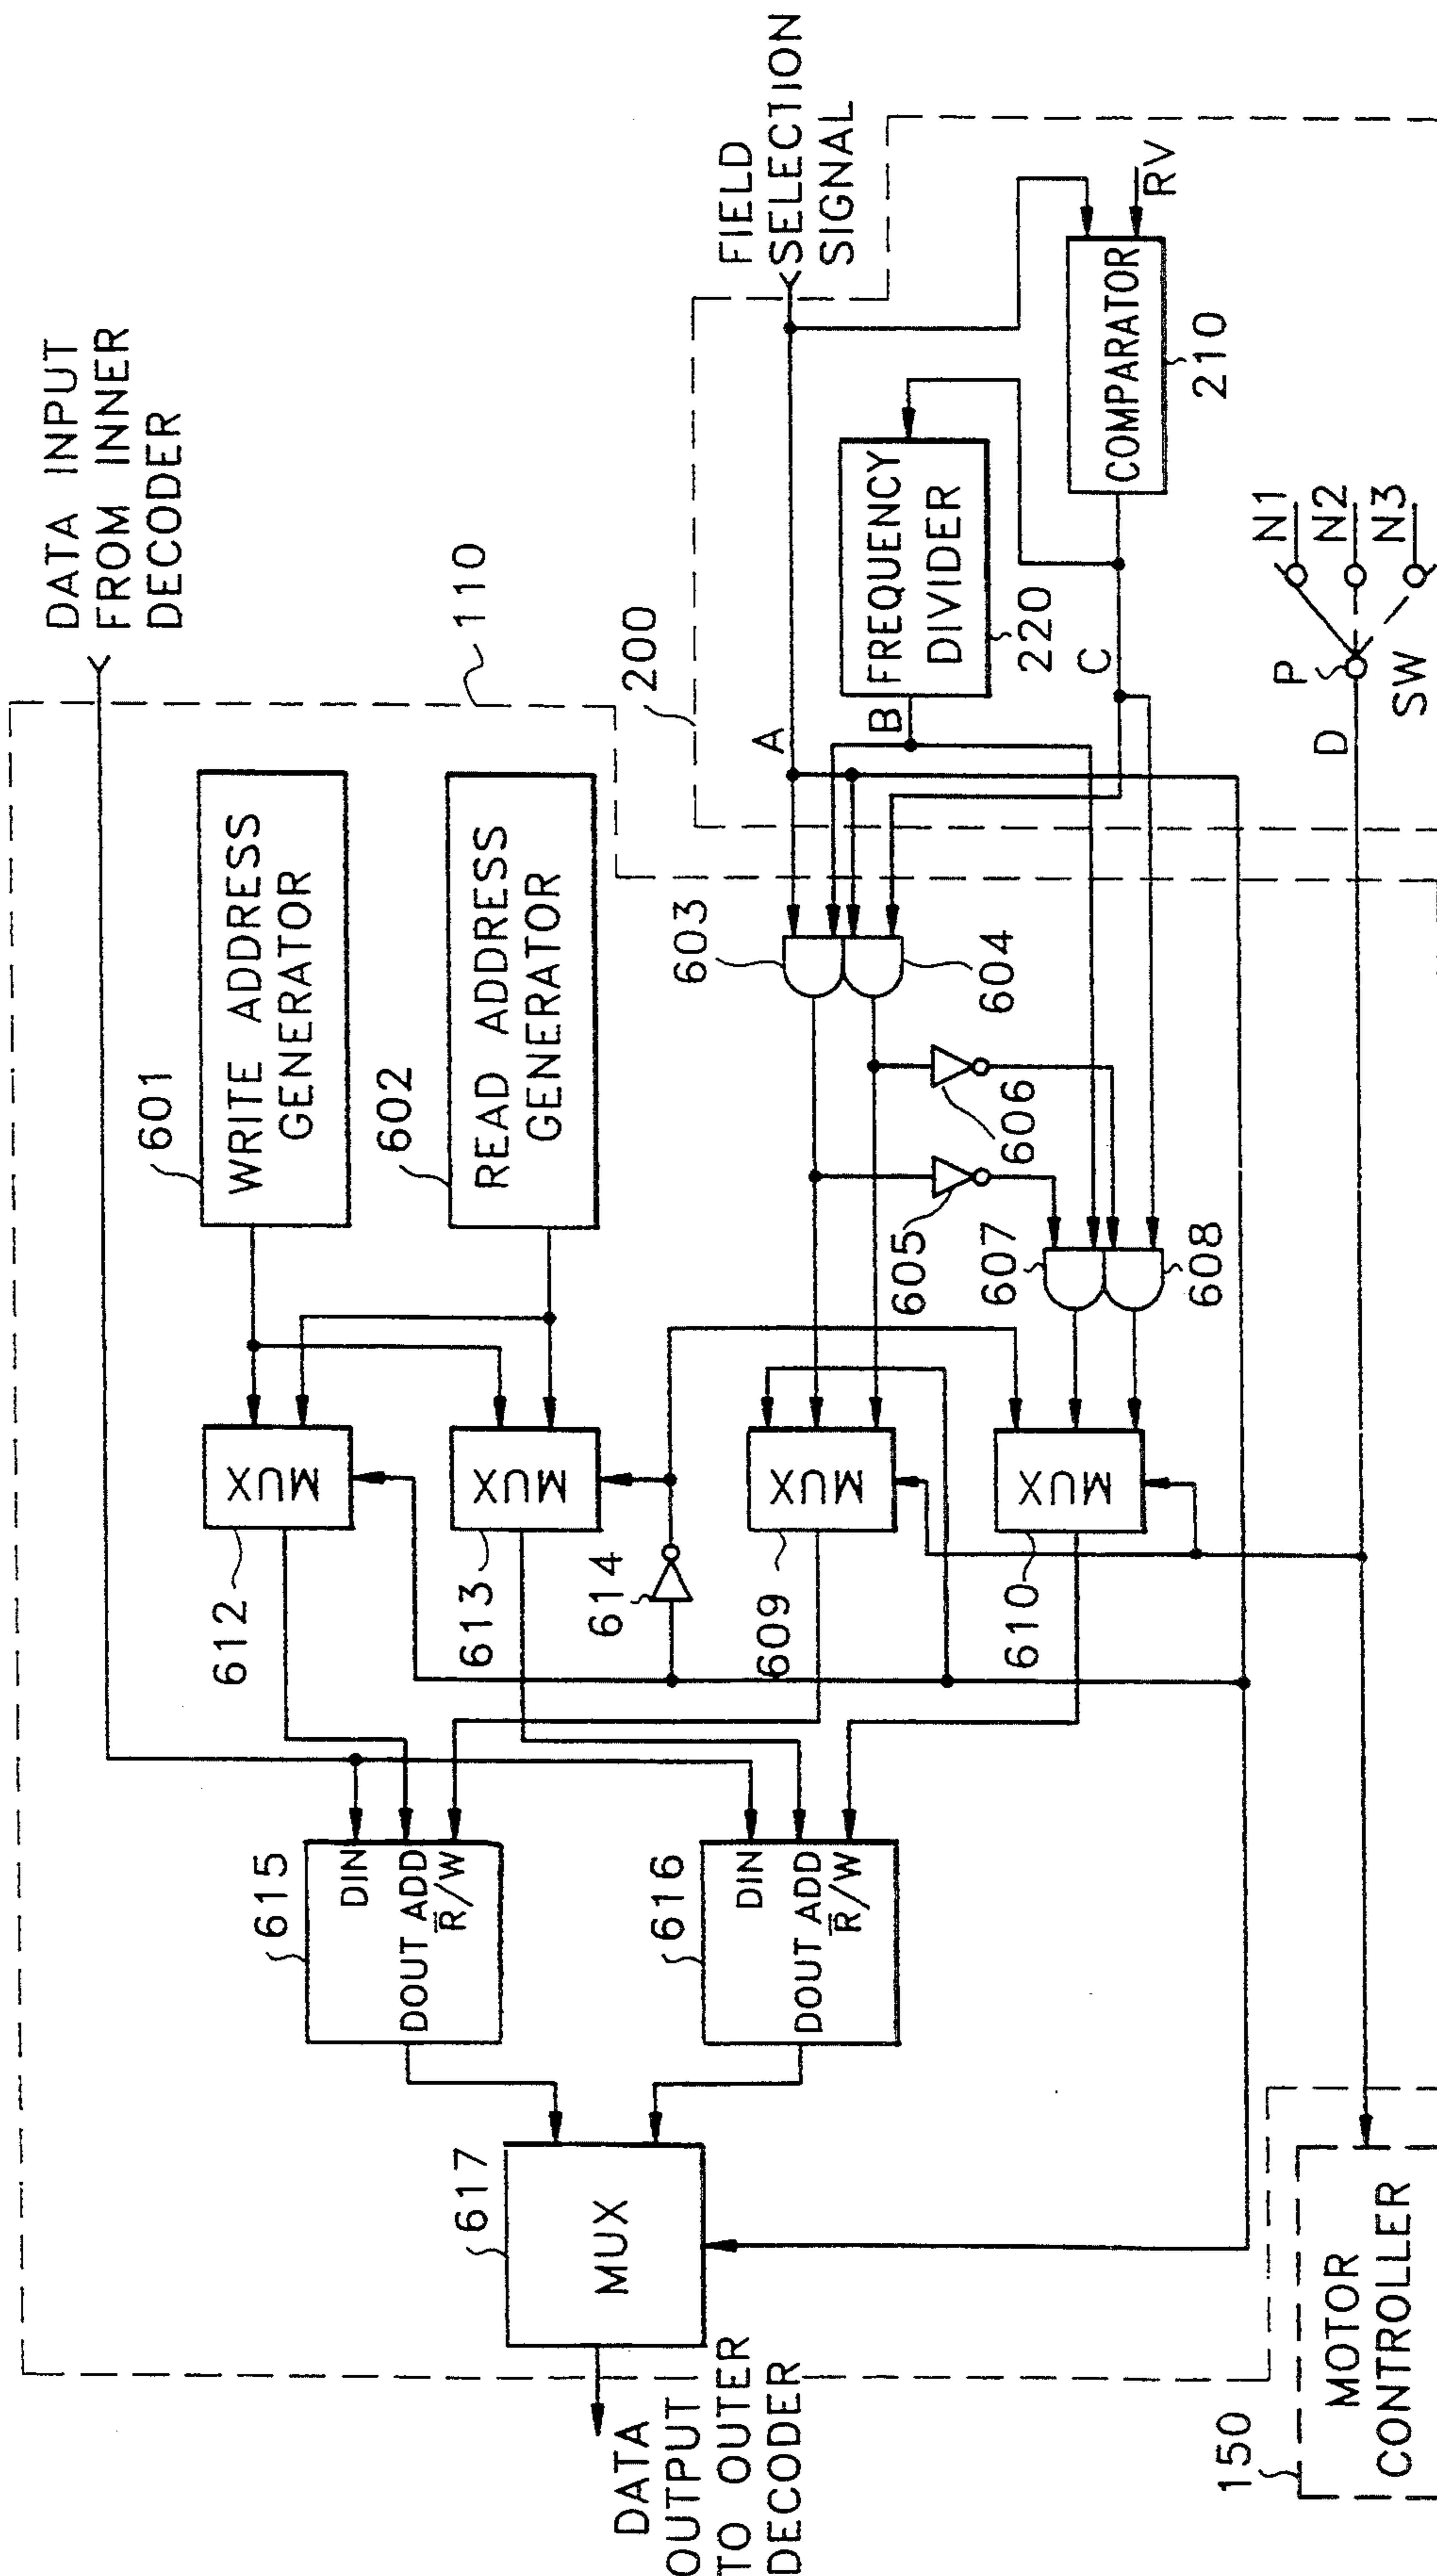 DATA INPUT
FROM INNER
DECODER
110
601
WRITE ADDRESS
GENERATOR
602
READ ADDRESS
GENERATOR
612
MUX
613
MUX
614
609
MUX
610
MUX
603
604
605
606
607
608
200
FIELD
SELECTION
SIGNAL
A
B
C
D
FREQUENCY
DIVIDER
220
COMPARATOR
210
RV
P
SW
N1
N2
N3
615
DIN
DOUT ADD
R̅/W
616
DIN
DOUT ADD
R̅/W
617
MUX
DATA
OUTPUT
TO OUTER
DECODER
150
MOTOR
CONTROLLER